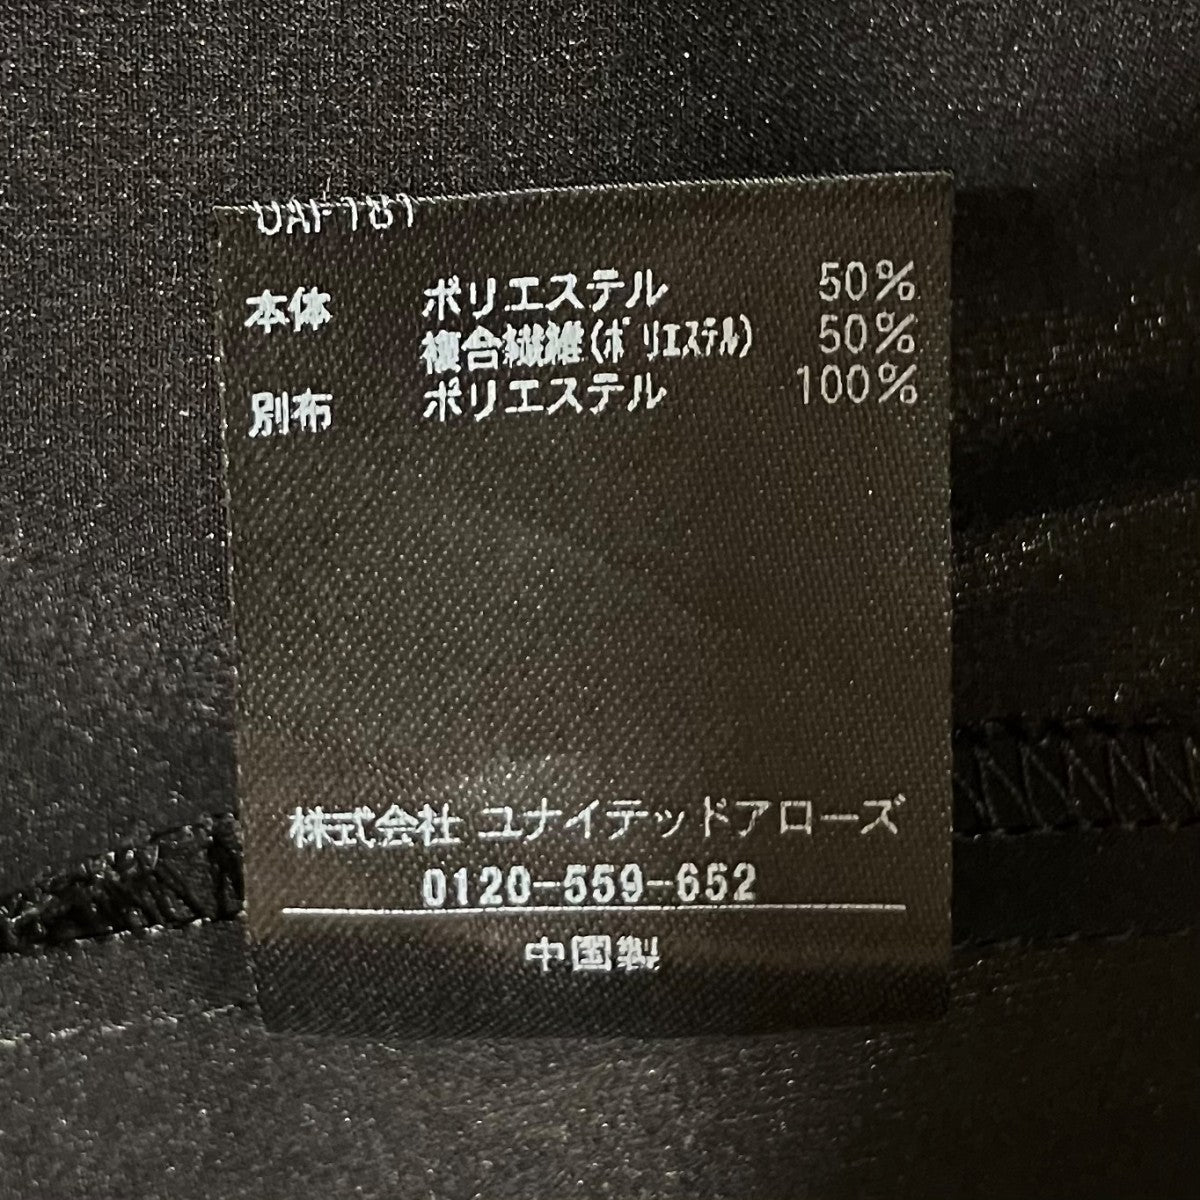 UAF181
本体 ポリエステル 50%
複合繊維(ポリエステル) 50%
別布 ポリエステル 100%
株式会社 ユナイテッドアローズ
0120-559-652
中国製